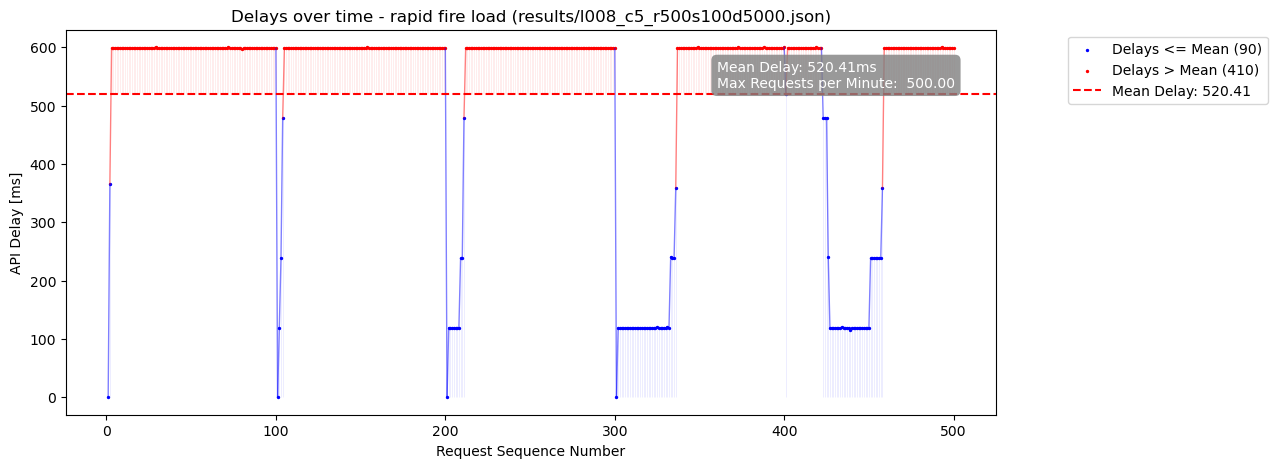 Delays over time - rapid fire load (results/l008_c5_r500s100d5000.json)
600
500
400
300
200
100
0
API Delay [ms]
Mean Delay: 520.41ms
Max Requests per Minute:  500.00
0
100
200
300
400
500
Request Sequence Number
Delays <= Mean (90)
Delays > Mean (410)
Mean Delay: 520.41